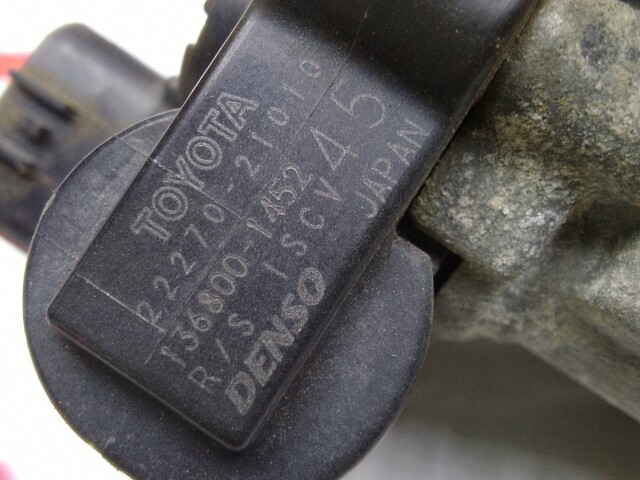 TOYOTA
22270-21010
136800-1452
R/S ISCV 45
DENSO JAPAN